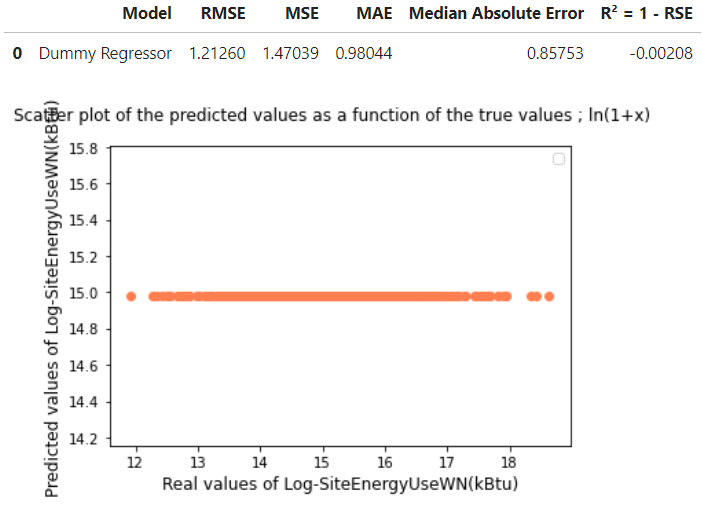 Model RMSE MSE MAE Median Absolute Error R² = 1 - RSE
0 Dummy Regressor 1.21260 1.47039 0.98044 0.85753 -0.00208
Scatter plot of the predicted values as a function of the true values ; ln(1+x)
Predicted values of Log-SiteEnergyUseWN(kBtu)
15.8
15.6
15.4
15.2
15.0
14.8
14.6
14.4
14.2
12 13 14 15 16 17 18
Real values of Log-SiteEnergyUseWN(kBtu)